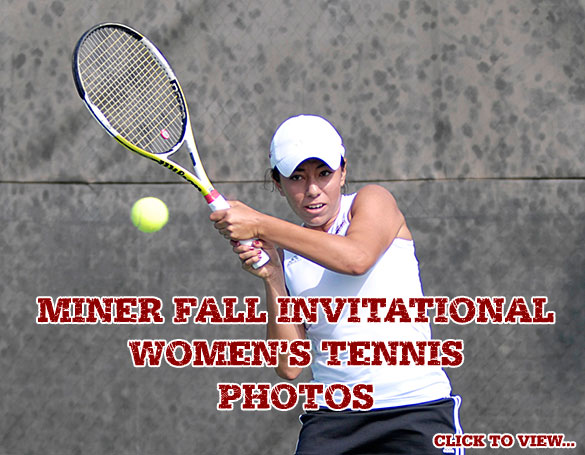 MINER FALL INVITATIONAL
WOMEN'S TENNIS
PHOTOS
CLICK TO VIEW...